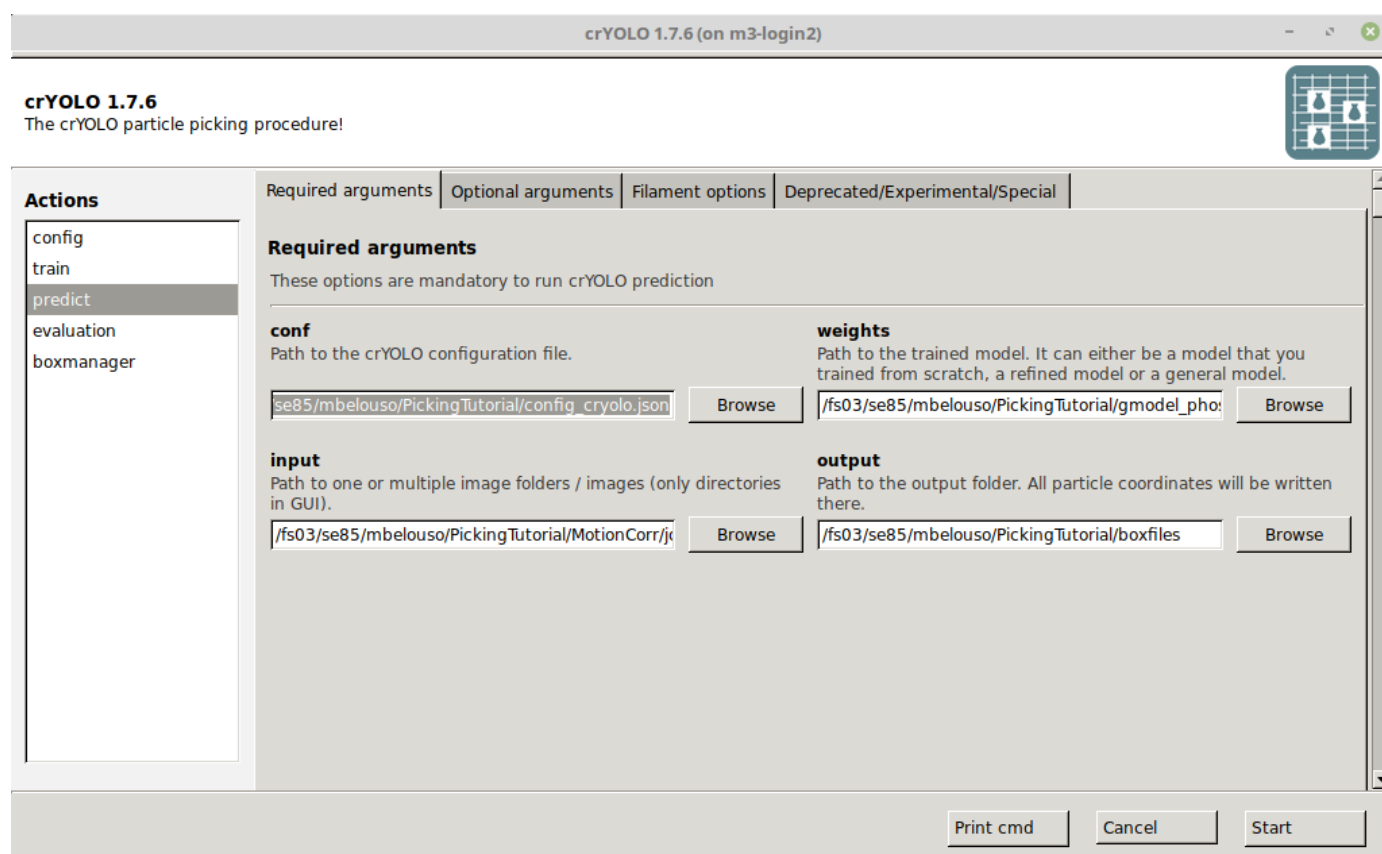 crYOLO 1.7.6 (on m3-login2)
crYOLO 1.7.6
The crYOLO particle picking procedure!
Actions
config
train
predict
evaluation
boxmanager
Required arguments Optional arguments Filament options Deprecated/Experimental/Special
Required arguments
These options are mandatory to run crYOLO prediction
conf
Path to the crYOLO configuration file.
se85/mbelouso/PickingTutorial/config_cryolo.json Browse
weights
Path to the trained model. It can either be a model that you
trained from scratch, a refined model or a general model.
/fs03/se85/mbelouso/PickingTutorial/gmodel_phos Browse
input
Path to one or multiple image folders / images (only directories
in GUI).
/fs03/se85/mbelouso/PickingTutorial/MotionCorr/jo Browse
output
Path to the output folder. All particle coordinates will be written
there.
/fs03/se85/mbelouso/PickingTutorial/boxfiles Browse
Print cmd Cancel Start